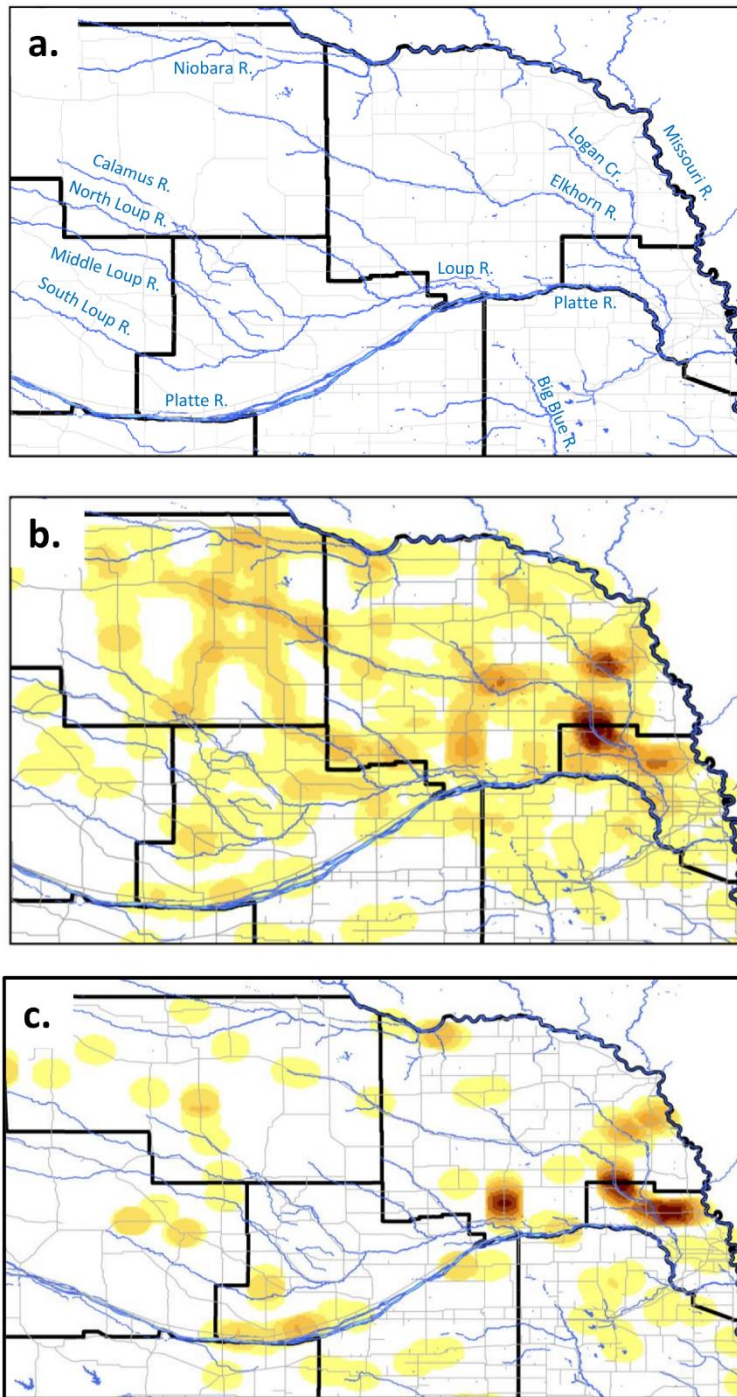 a.
Niobara R.
Calamus R.
North Loup R.
Middle Loup R.
South Loup R.
Platte R.
Loup R.
Platte R.
Big Blue R.
Logan Cr.
Elkhorn R.
Missouri R.
b.
c.